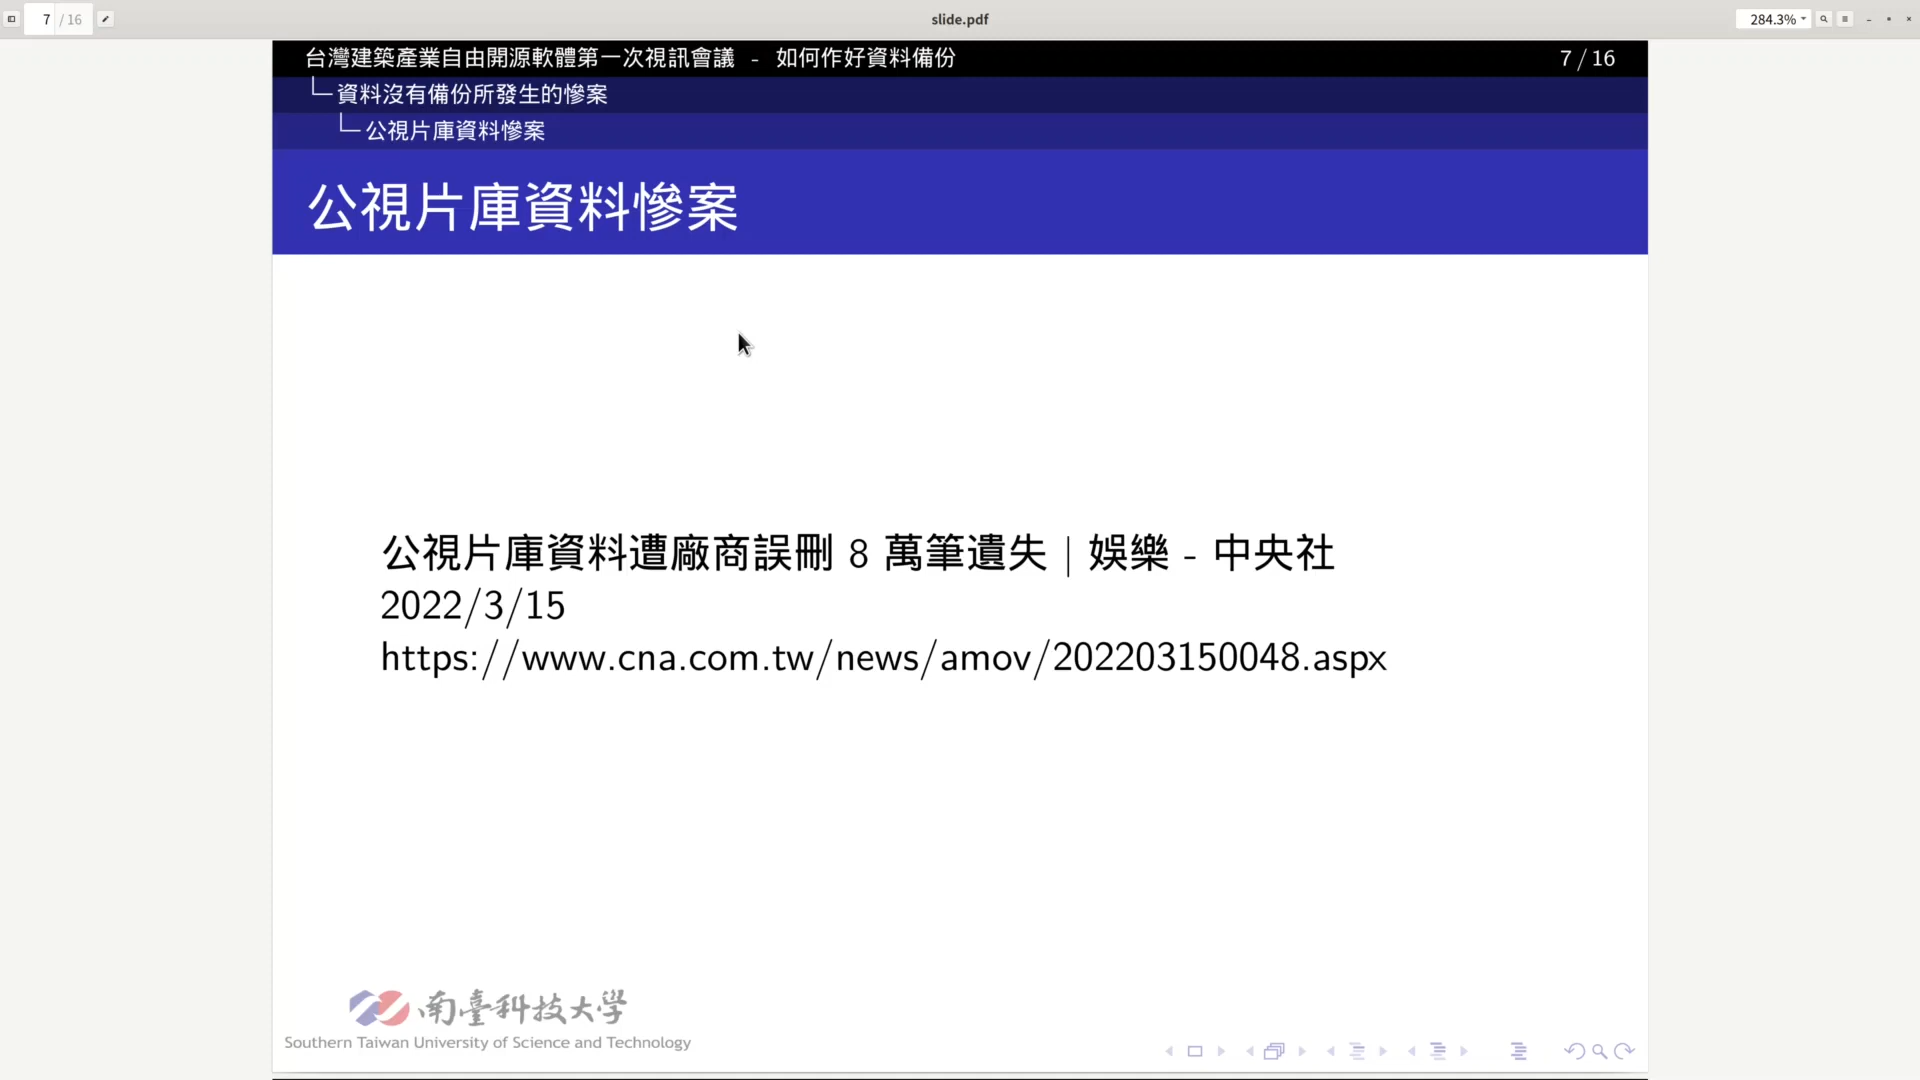 7 / 16
slide.pdf
284.3%
台灣建築產業自由開源軟體第一次視訊會議 - 如何作好資料備份
7 / 16
資料沒有備份所發生的慘案
公視片庫資料慘案
公視片庫資料慘案
公視片庫資料遭廠商誤刪 8 萬筆遺失 | 娛樂 - 中央社
2022/3/15
https://www.cna.com.tw/news/amov/202203150048.aspx
南臺科技大學
Southern Taiwan University of Science and Technology